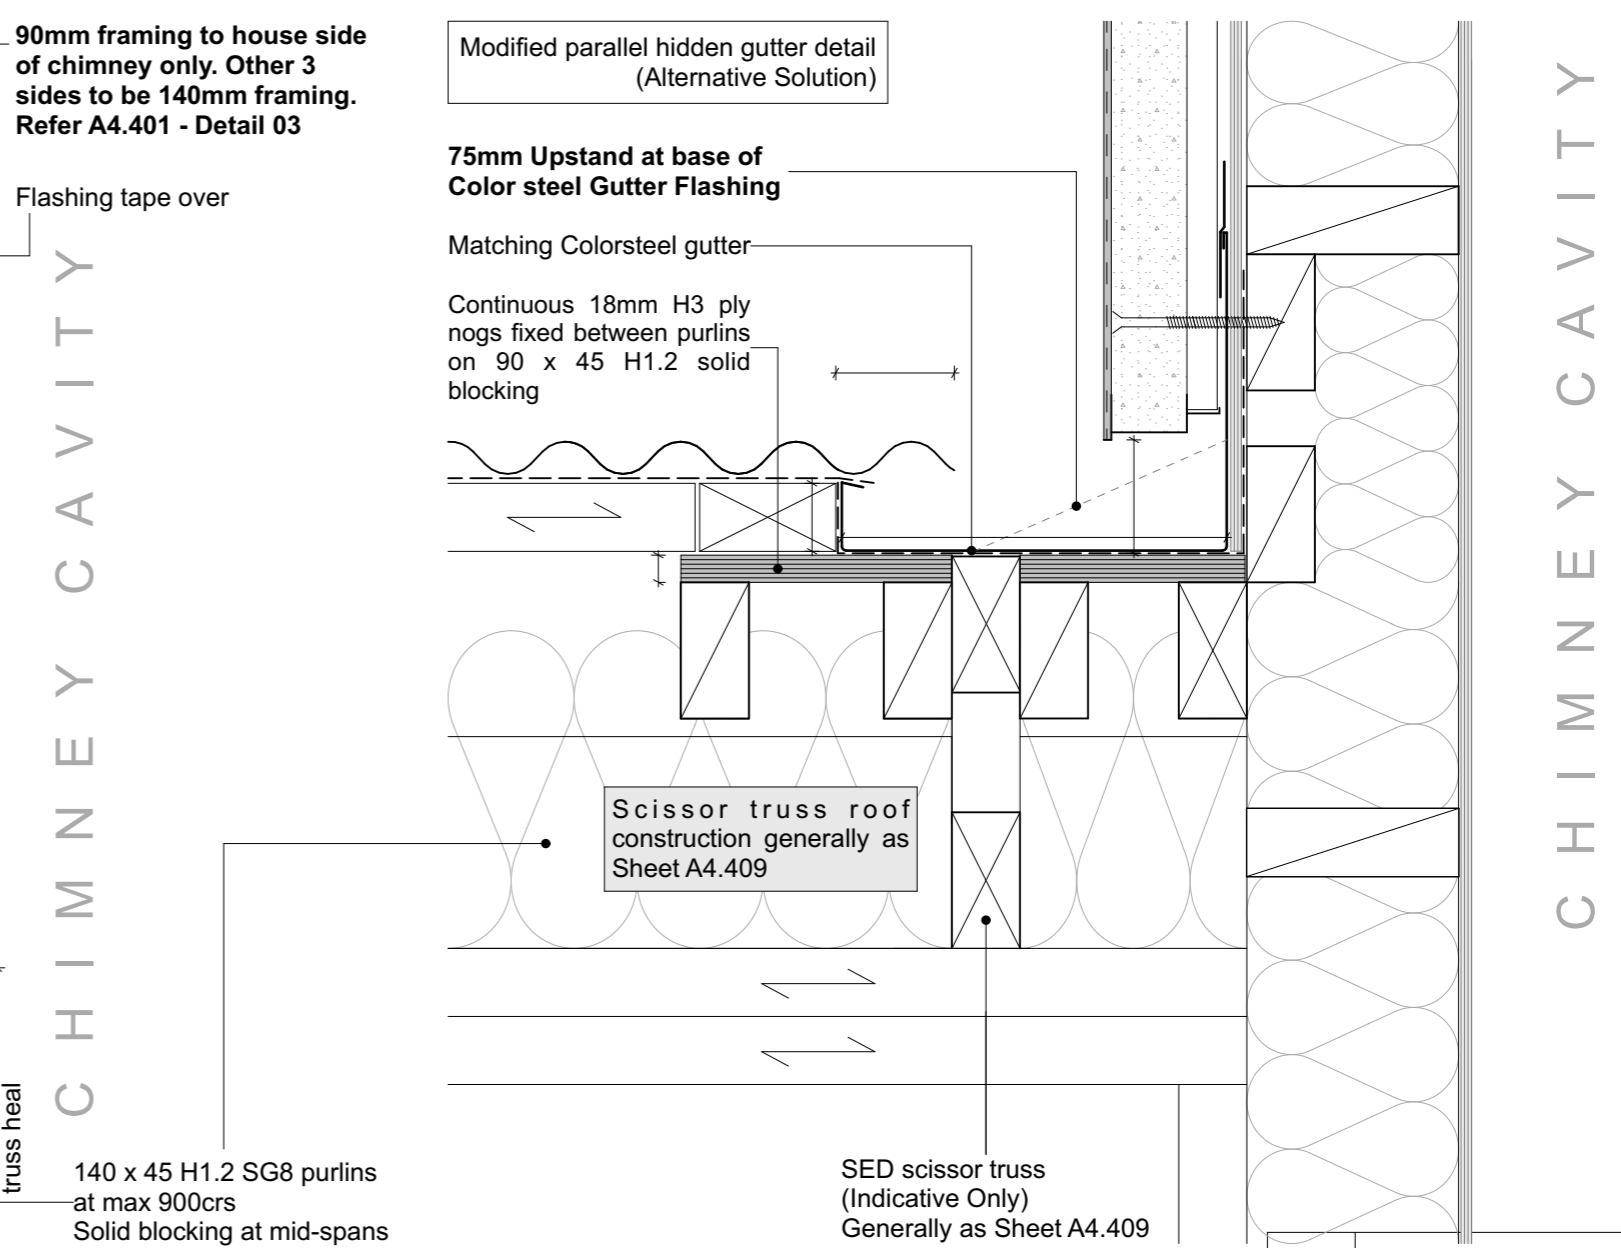 90mm framing to house side
of chimney only. Other 3
sides to be 140mm framing.
Refer A4.401 - Detail 03
Flashing tape over
CHIMNEY CAVITY
Modified parallel hidden gutter detail
(Alternative Solution)
75mm Upstand at base of
Color steel Gutter Flashing
Matching Colorsteel gutter
Continuous 18mm H3 ply
nogs fixed between purlins
on 90 x 45 H1.2 solid
blocking
CHIMNEY CAVITY
Scissor truss roof
construction generally as
Sheet A4.409
truss heal
140 x 45 H1.2 SG8 purlins
at max 900crs
Solid blocking at mid-spans
SED scissor truss
(Indicative Only)
Generally as Sheet A4.409